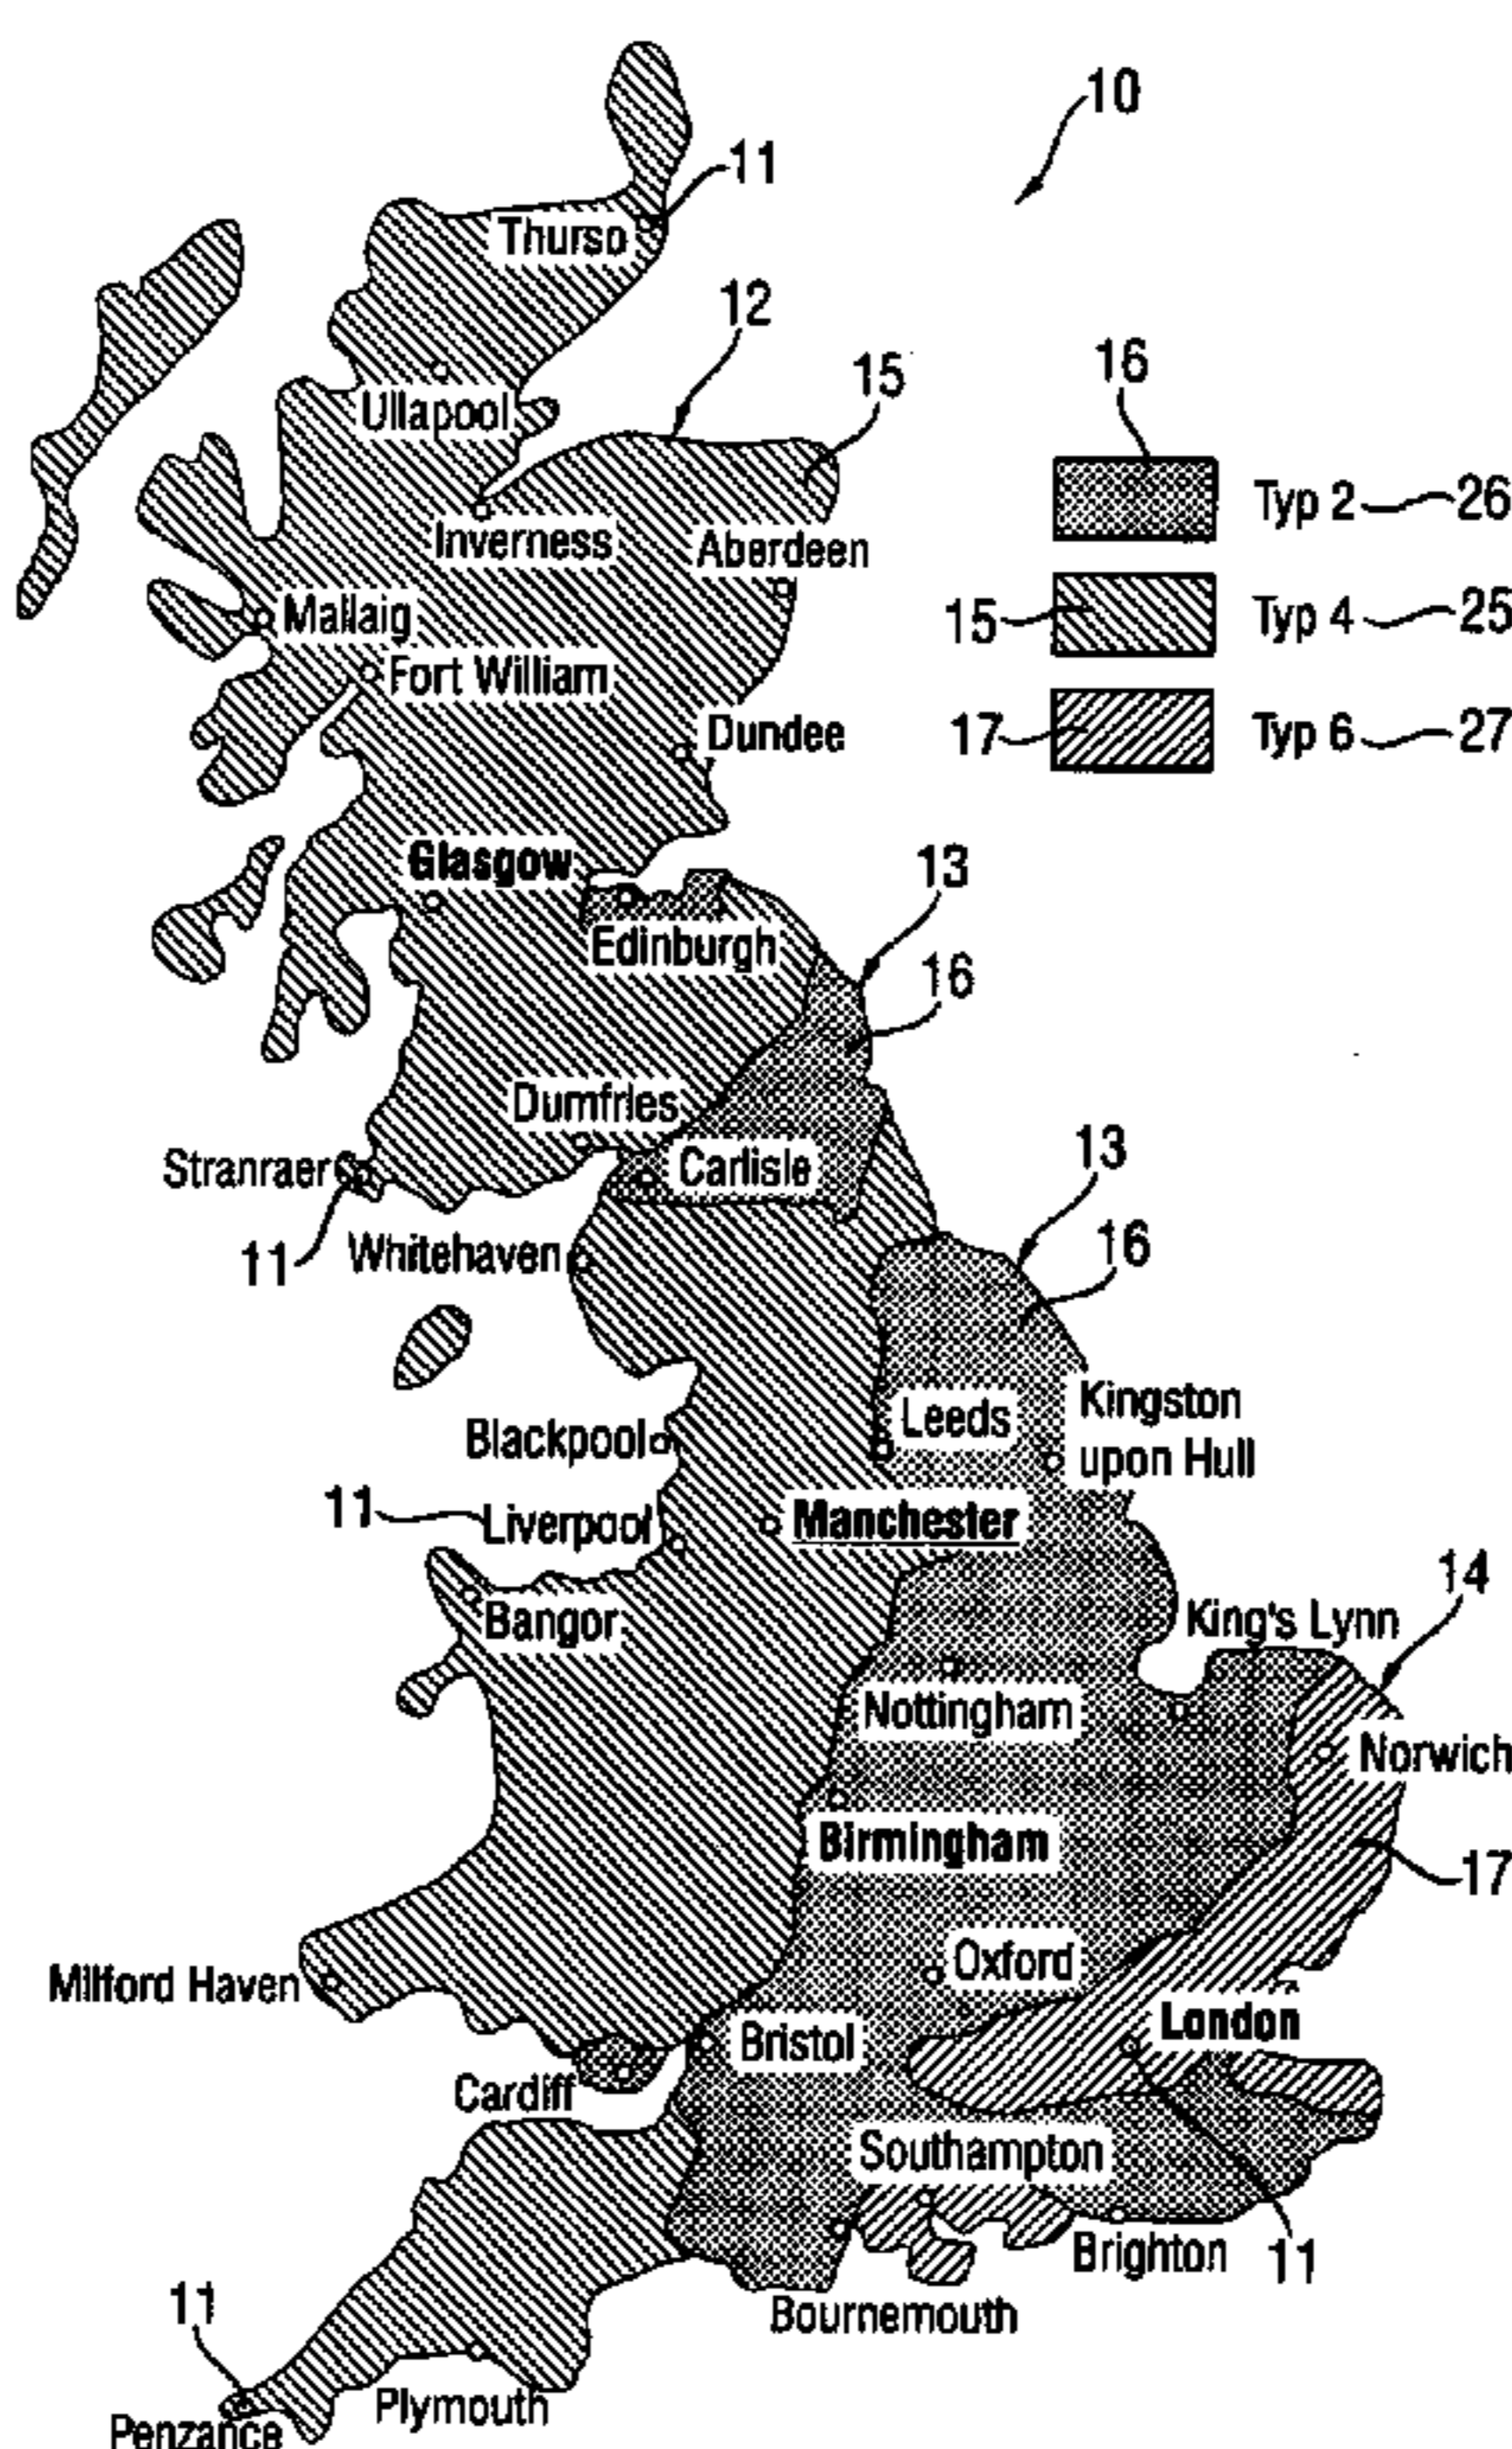 10
11
Thurso
12
15
16
Ullapool
Typ 2 26
Inverness
Aberdeen
Mallaig
15 Typ 4 25
Fort William
Dundee
17 Typ 6 27
Glasgow
13
Edinburgh
16
Dumfries
13
Stranraer
Carlisle
11
Whitehaven
16
Leeds
Kingston
upon Hull
Blackpool
11
Liverpool
Manchester
14
Bangor
King's Lynn
Nottingham
Norwich
Birmingham
17
Oxford
Milford Haven
London
Bristol
Cardiff
Southampton
Brighton
11
11
Bournemouth
Plymouth
Penzance